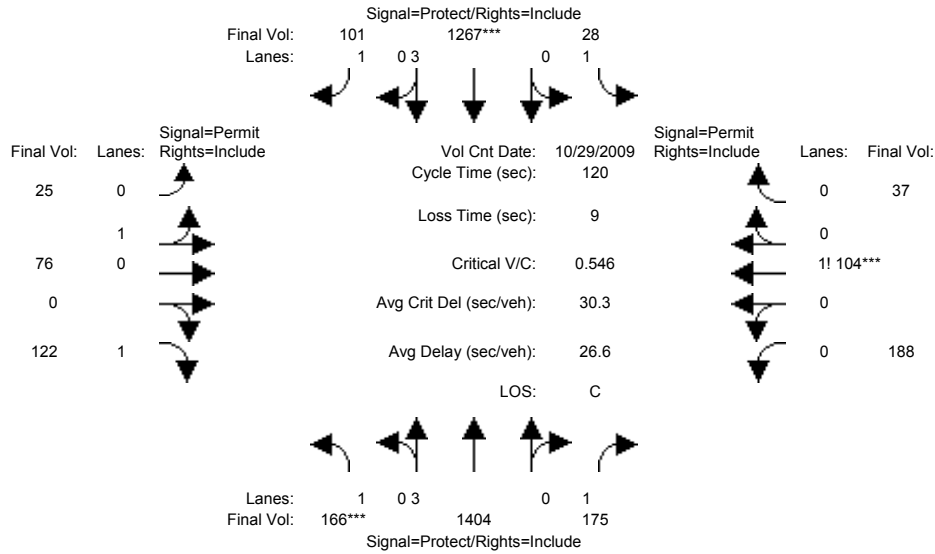 Signal=Protect/Rights=Include
Final Vol: 101 1267*** 28
Lanes: 1 0 3 0 1
Signal=Permit Signal=Permit
Final Vol: Lanes: Rights=Include Vol Cnt Date: 10/29/2009 Rights=Include Lanes: Final Vol:
Cycle Time (sec): 120
25 0 0 37
Loss Time (sec): 9
1 0
76 0 Critical V/C: 0.546 1! 104***
0 Avg Crit Del (sec/veh): 30.3 0
122 1 Avg Delay (sec/veh): 26.6 0 188
LOS: C
Lanes: 1 0 3 0 1
Final Vol: 166*** 1404 175
Signal=Protect/Rights=Include